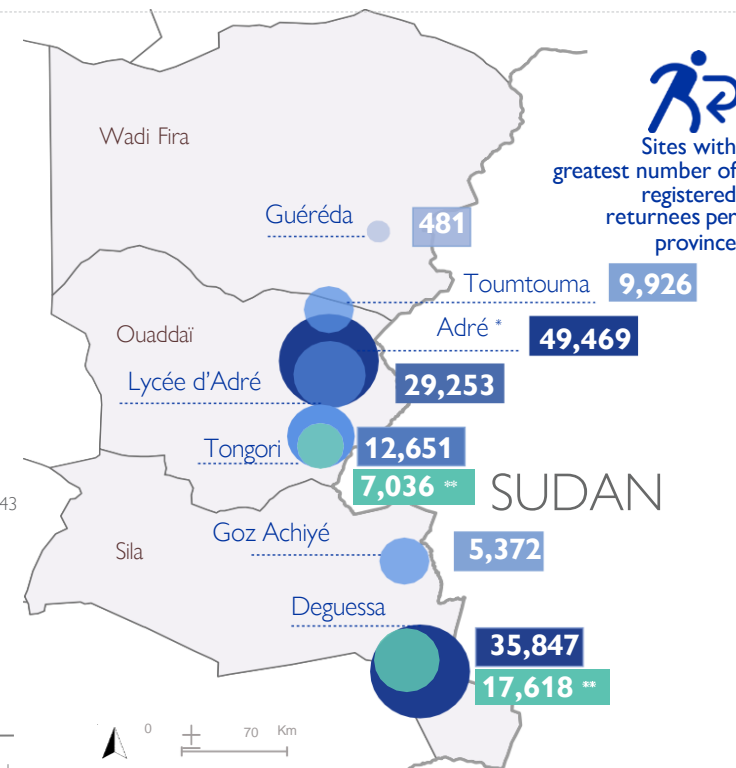 Sites with
greatest number of
registered
returnees per
province
Wadi Fira
Guéréda
481
Toumtouma
9,926
Ouaddaï
Adré *
49,469
Lycée d’Adré
29,253
Tongori
12,651
7,036 **
SUDAN
43
Goz Achiyé
5,372
Sila
Deguessa
35,847
17,618 **
0 70 Km